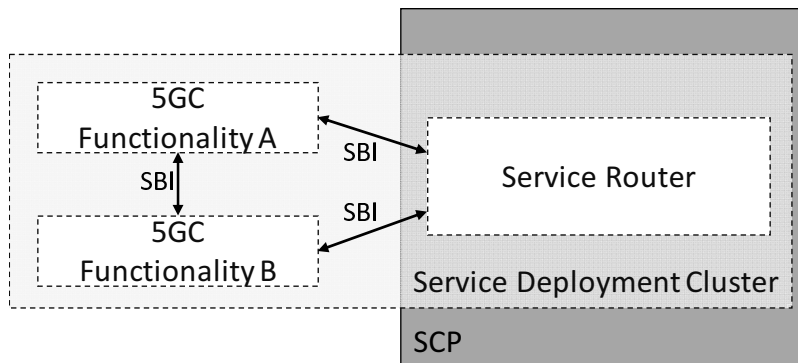 5GC
Functionality A
SBI
Service Router
SBI
SBI
5GC
Functionality B
Service Deployment Cluster
SCP